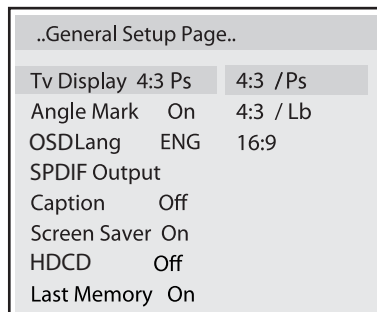 ..General Setup Page..
Tv Display 4:3 Ps 4:3 / Ps
Angle Mark On 4:3 / Lb
OSDLang ENG 16:9
SPDIF Output
Caption Off
Screen Saver On
HDCD Off
Last Memory On